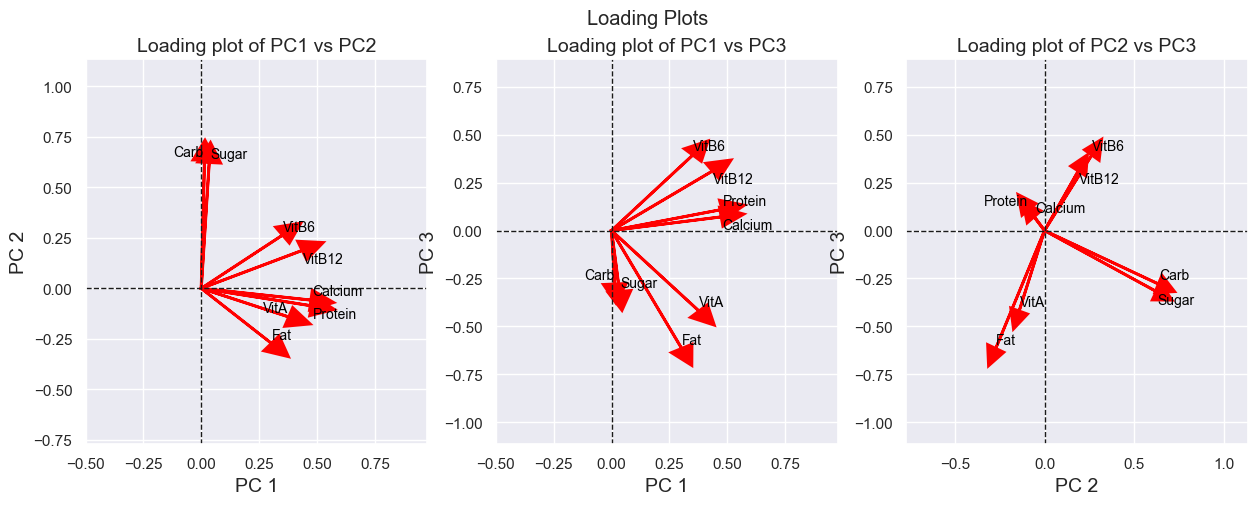 Loading Plots
Loading plot of PC1 vs PC2
1.00
0.75
0.50
0.25
0.00
−0.25
−0.50
−0.75
PC 2
Carb
Sugar
VitB6
VitB12
Calcium
VitA
Protein
Fat
−0.50
−0.25
0.00
0.25
0.50
0.75
PC 1
Loading plot of PC1 vs PC3
0.75
0.50
0.25
0.00
−0.25
−0.50
−0.75
−1.00
PC 3
VitB6
VitB12
Protein
Calcium
Carb
Sugar
VitA
Fat
−0.50
−0.25
0.00
0.25
0.50
0.75
PC 1
Loading plot of PC2 vs PC3
0.75
0.50
0.25
0.00
−0.25
−0.50
−0.75
−1.00
PC 3
VitB6
VitB12
Protein
Calcium
Carb
Sugar
VitA
Fat
−0.5
0.0
0.5
1.0
PC 2